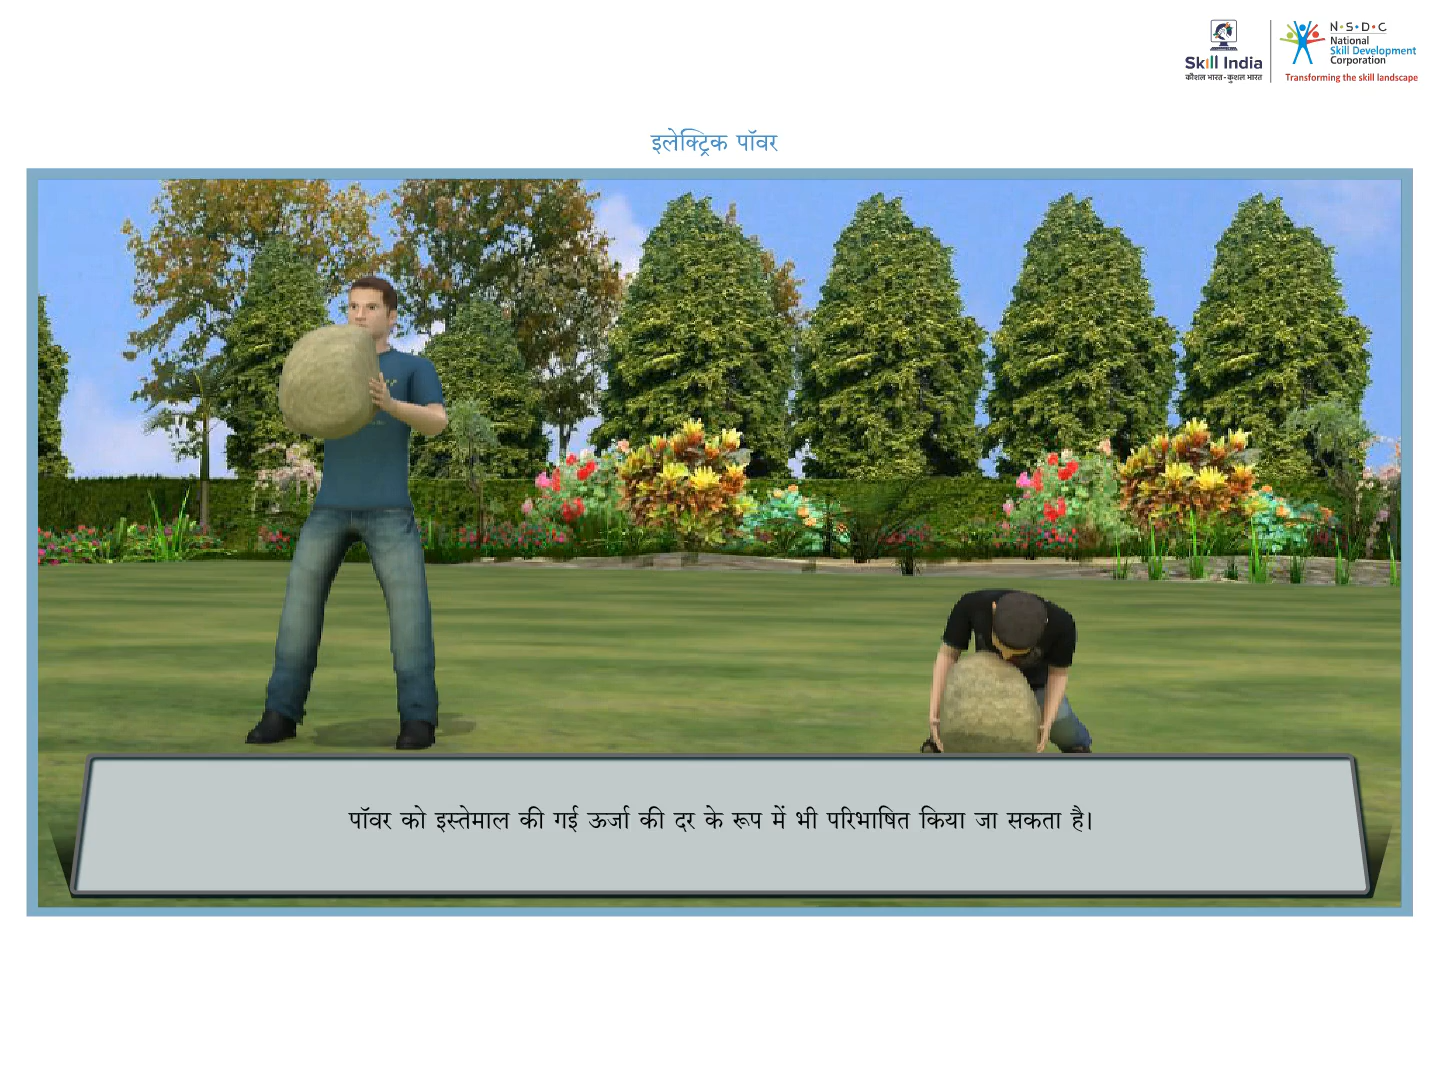 N·S·D·C
National
Skill Development
Corporation
Transforming the skill landscape
Skill India
कौशल भारत - कुशल भारत
इलेक्ट्रिक पॉवर
पॉवर को इस्तेमाल की गई ऊर्जा की दर के रूप में भी परिभाषित किया जा सकता है।